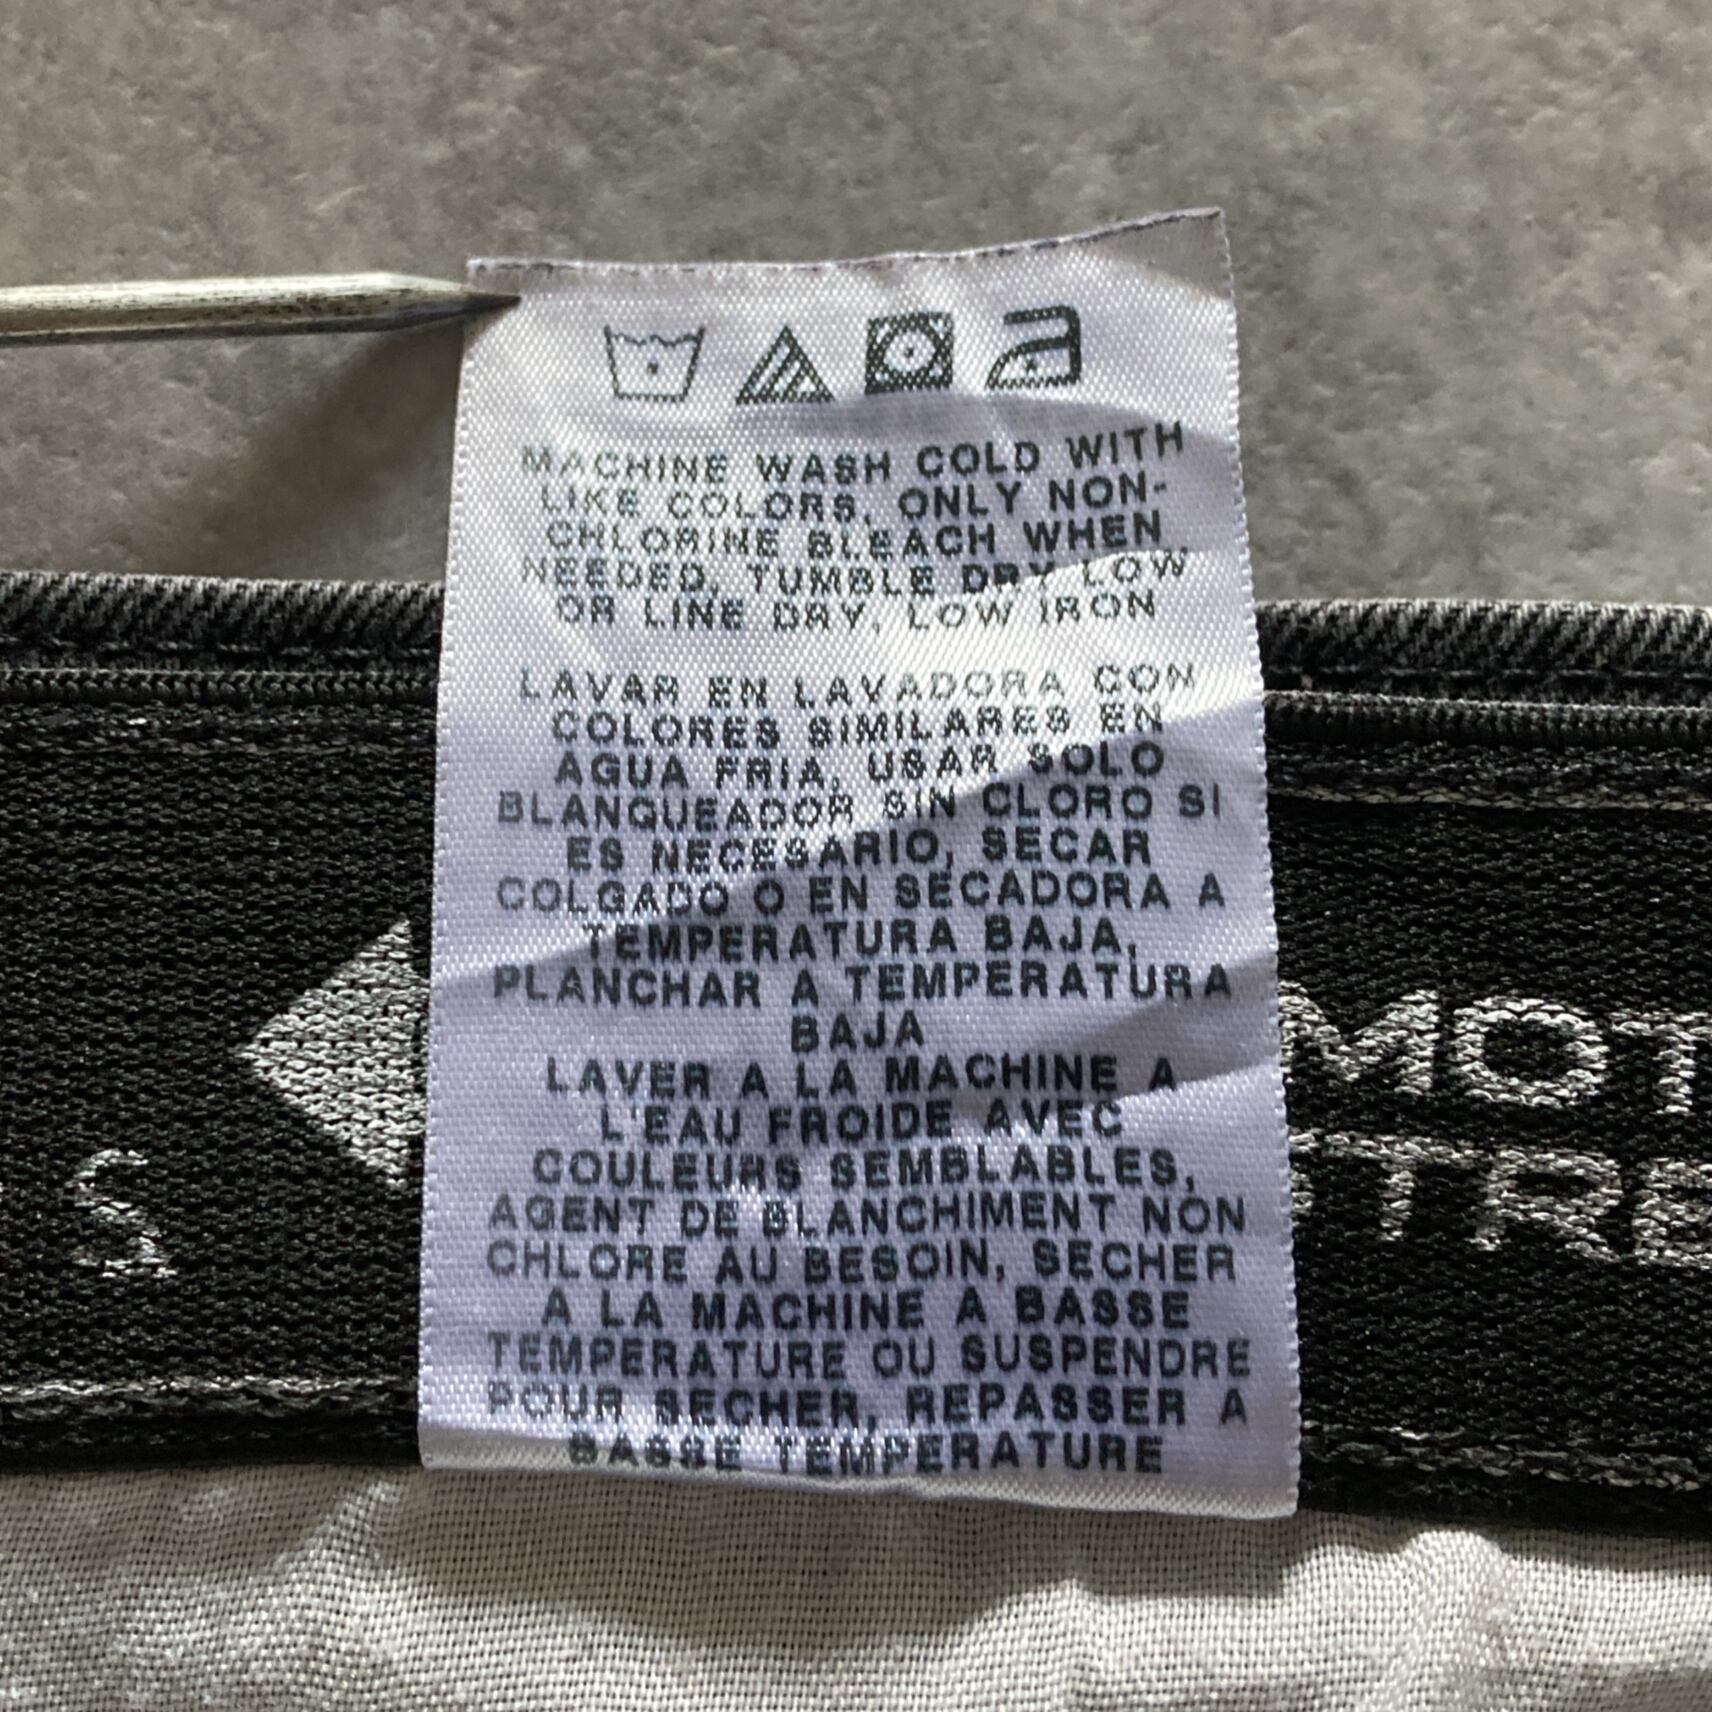 MACHINE WASH COLD WITH
LIKE COLORS, ONLY NON-
CHLORINE BLEACH WHEN
NEEDED, TUMBLE DRY LOW
OR LINE DRY, LOW IRON
LAVAR EN LAVADORA CON
COLORES SIMILARES EN
AGUA FRIA, USAR SOLO
BLANQUEADOR SIN CLORO SI
ES NECESARIO, SECAR
COLGADO O EN SECADORA A
TEMPERATURA BAJA,
PLANCHAR A TEMPERATURA
BAJA
LAVER A LA MACHINE A
L'EAU FROIDE AVEC
COULEURS SEMBLABLES,
AGENT DE BLANCHIMENT NON
CHLORE AU BESOIN, SECHER
A LA MACHINE A BASSE
TEMPERATURE OU SUSPENDRE
POUR SECHER, REPASSER A
BASSE TEMPERATURE
S
MOT
STRE